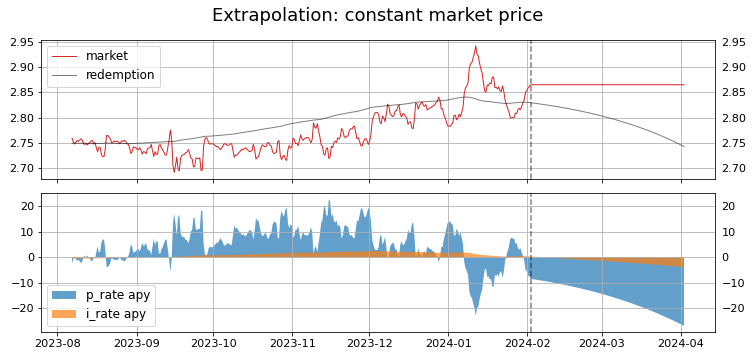 Extrapolation: constant market price
2.95 2.95
market
redemption
2.90 2.90
2.85 2.85
2.80 2.80
2.75 2.75
2.70 2.70
20 20
10 10
0 0
−10 −10
p_rate apy
i_rate apy
−20 −20
2023-08 2023-09 2023-10 2023-11 2023-12 2024-01 2024-02 2024-03 2024-04